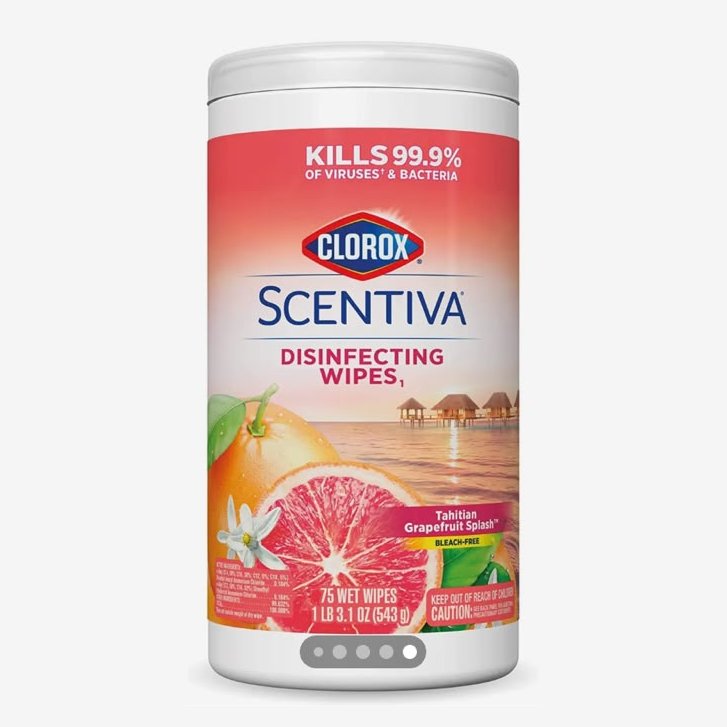 KILLS 99.9%
OF VIRUSES† & BACTERIA
CLOROX®
SCENTIVA®
DISINFECTING
WIPES₁
Tahitian
Grapefruit Splash™
BLEACH-FREE
75 WET WIPES
1 LB 3.1 OZ (543 g)
KEEP OUT OF REACH OF CHILDREN
CAUTION: